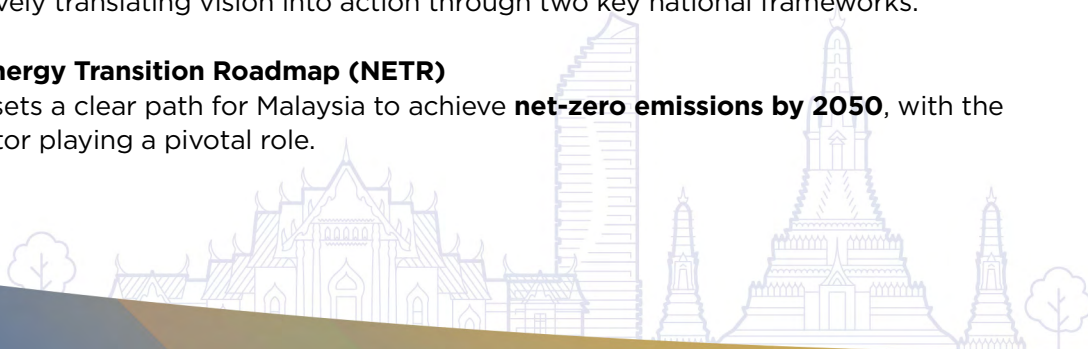 vely translating vision into action through two key national frameworks.
nergy Transition Roadmap (NETR)
sets a clear path for Malaysia to achieve net-zero emissions by 2050, with the
tor playing a pivotal role.